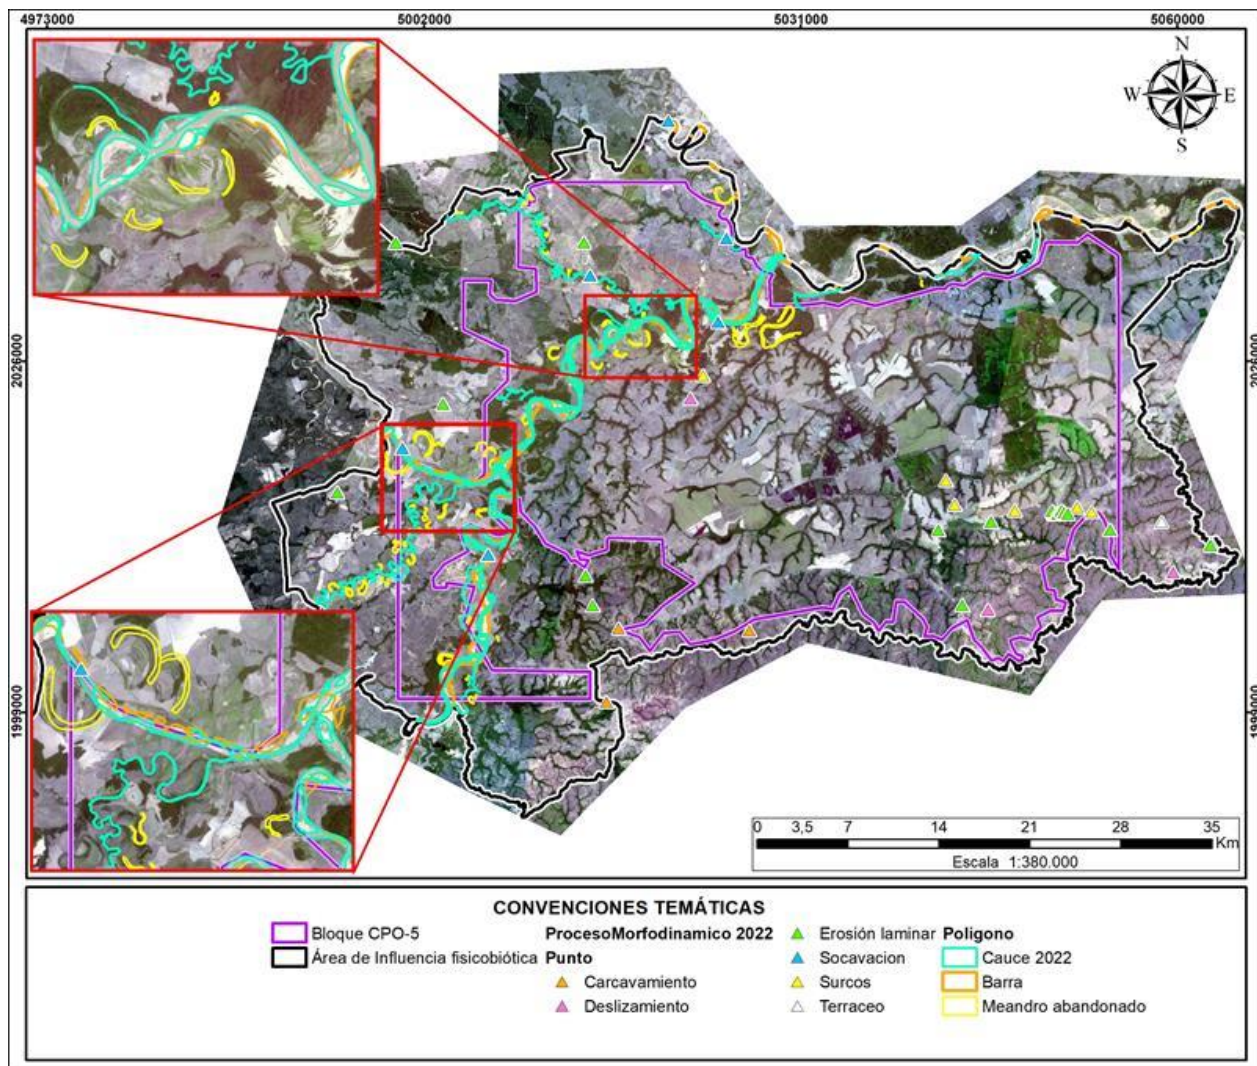 4973000 5002000 5031000 5060000
N
W E
S
2026000 2026000
1999000 1999000
0 3,5 7 14 21 28 35
Km
Escala 1:380.000
CONVENCIONES TEMÁTICAS
Bloque CPO-5 ProcesoMorfodinamico 2022 Erosión laminar Poligono
Área de Influencia fisicobiótica Punto Socavacion Cauce 2022
Carcavamiento Surcos Barra
Deslizamiento Terraceo Meandro abandonado